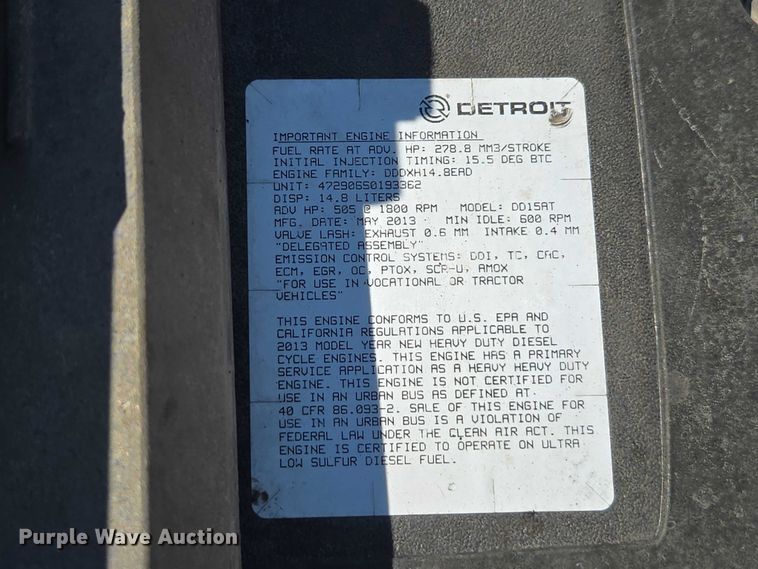 DETROIT
IMPORTANT ENGINE INFORMATION
FUEL RATE AT ADV. HP: 278.8 MM3/STROKE
INITIAL INJECTION TIMING: 15.5 DEG BTC
ENGINE FAMILY: DDDXH14.8EAD
UNIT: 472906S0193362
DISP: 14.8 LITERS
ADV HP: 505 @ 1800 RPM MODEL: DD15AT
MFG. DATE: MAY 2013 MIN IDLE: 600 RPM
VALVE LASH: EXHAUST 0.6 MM INTAKE 0.4 MM
"DELEGATED ASSEMBLY"
EMISSION CONTROL SYSTEMS: DDI, TC, CAC,
ECM, EGR, OC, PTOX, SCR-U, AMOX
"FOR USE IN VOCATIONAL OR TRACTOR
VEHICLES"
THIS ENGINE CONFORMS TO U.S. EPA AND
CALIFORNIA REGULATIONS APPLICABLE TO
2013 MODEL YEAR NEW HEAVY DUTY DIESEL
CYCLE ENGINES. THIS ENGINE HAS A PRIMARY
SERVICE APPLICATION AS A HEAVY HEAVY DUTY
ENGINE. THIS ENGINE IS NOT CERTIFIED FOR
USE IN AN URBAN BUS AS DEFINED AT
40 CFR 86.093-2. SALE OF THIS ENGINE FOR
USE IN AN URBAN BUS IS A VIOLATION OF
FEDERAL LAW UNDER THE CLEAN AIR ACT. THIS
ENGINE IS CERTIFIED TO OPERATE ON ULTRA
LOW SULFUR DIESEL FUEL.
Purple Wave Auction